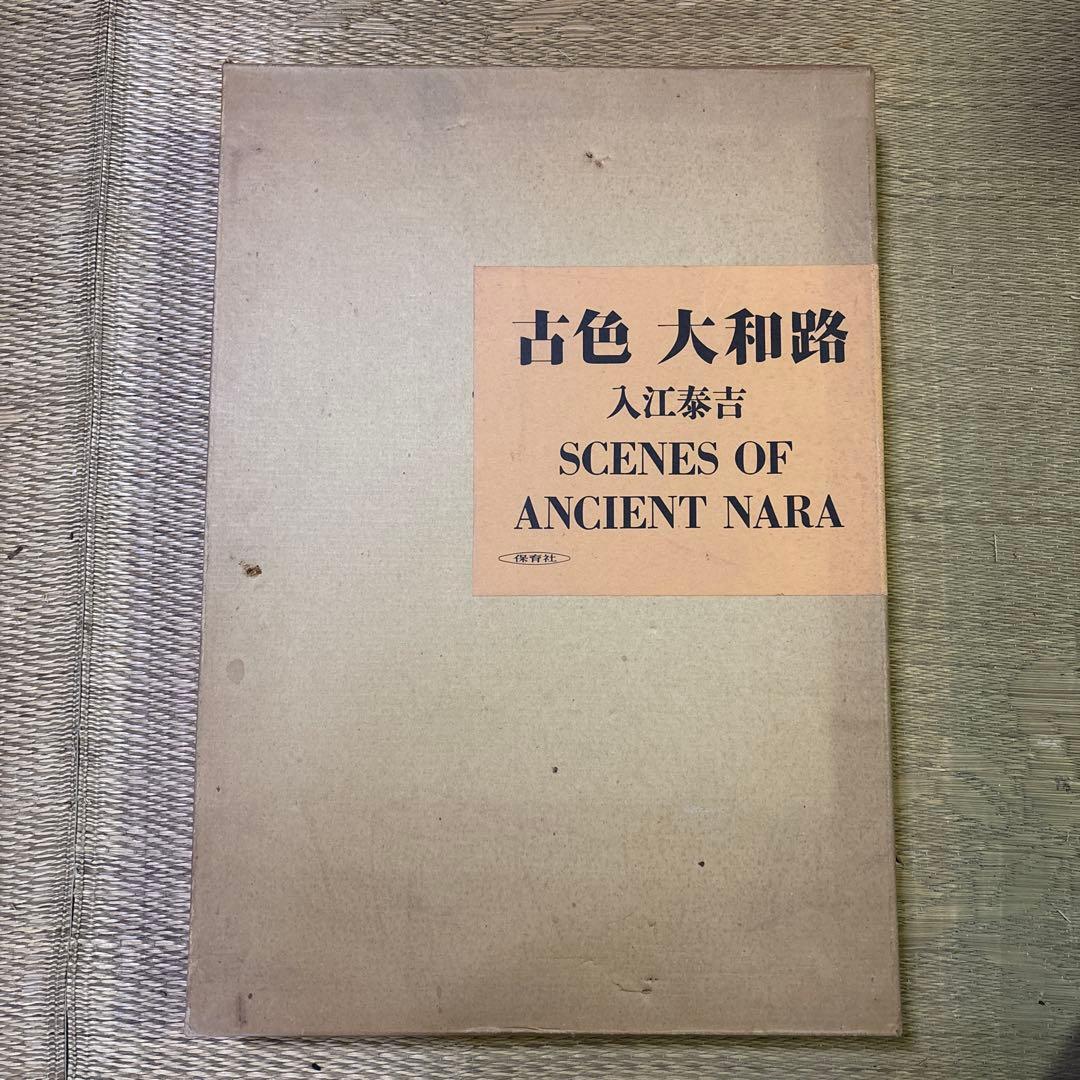 古色 大和路
入江泰吉
SCENES OF
ANCIENT NARA
保育社